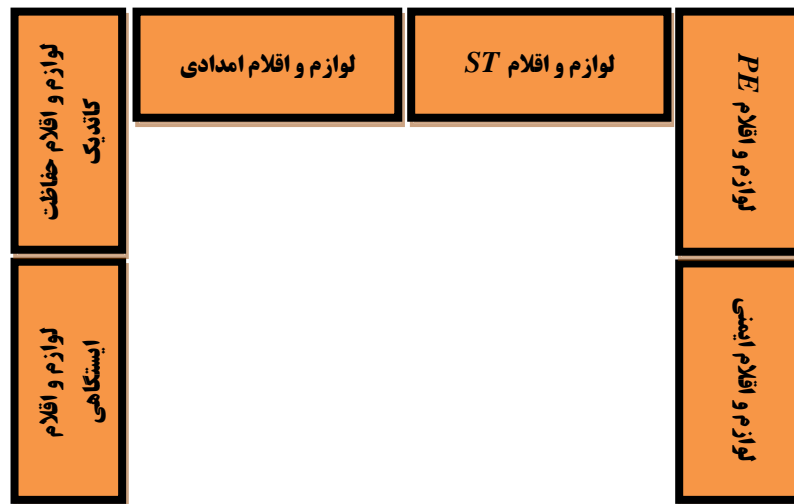 لوازم و اقلام حفاظت
کاتدیک
لوازم و اقلام امدادی
لوازم و اقلام ST
لوازم و اقلام PE
لوازم و اقلام
ایستگاهی
لوازم و اقلام ایمنی